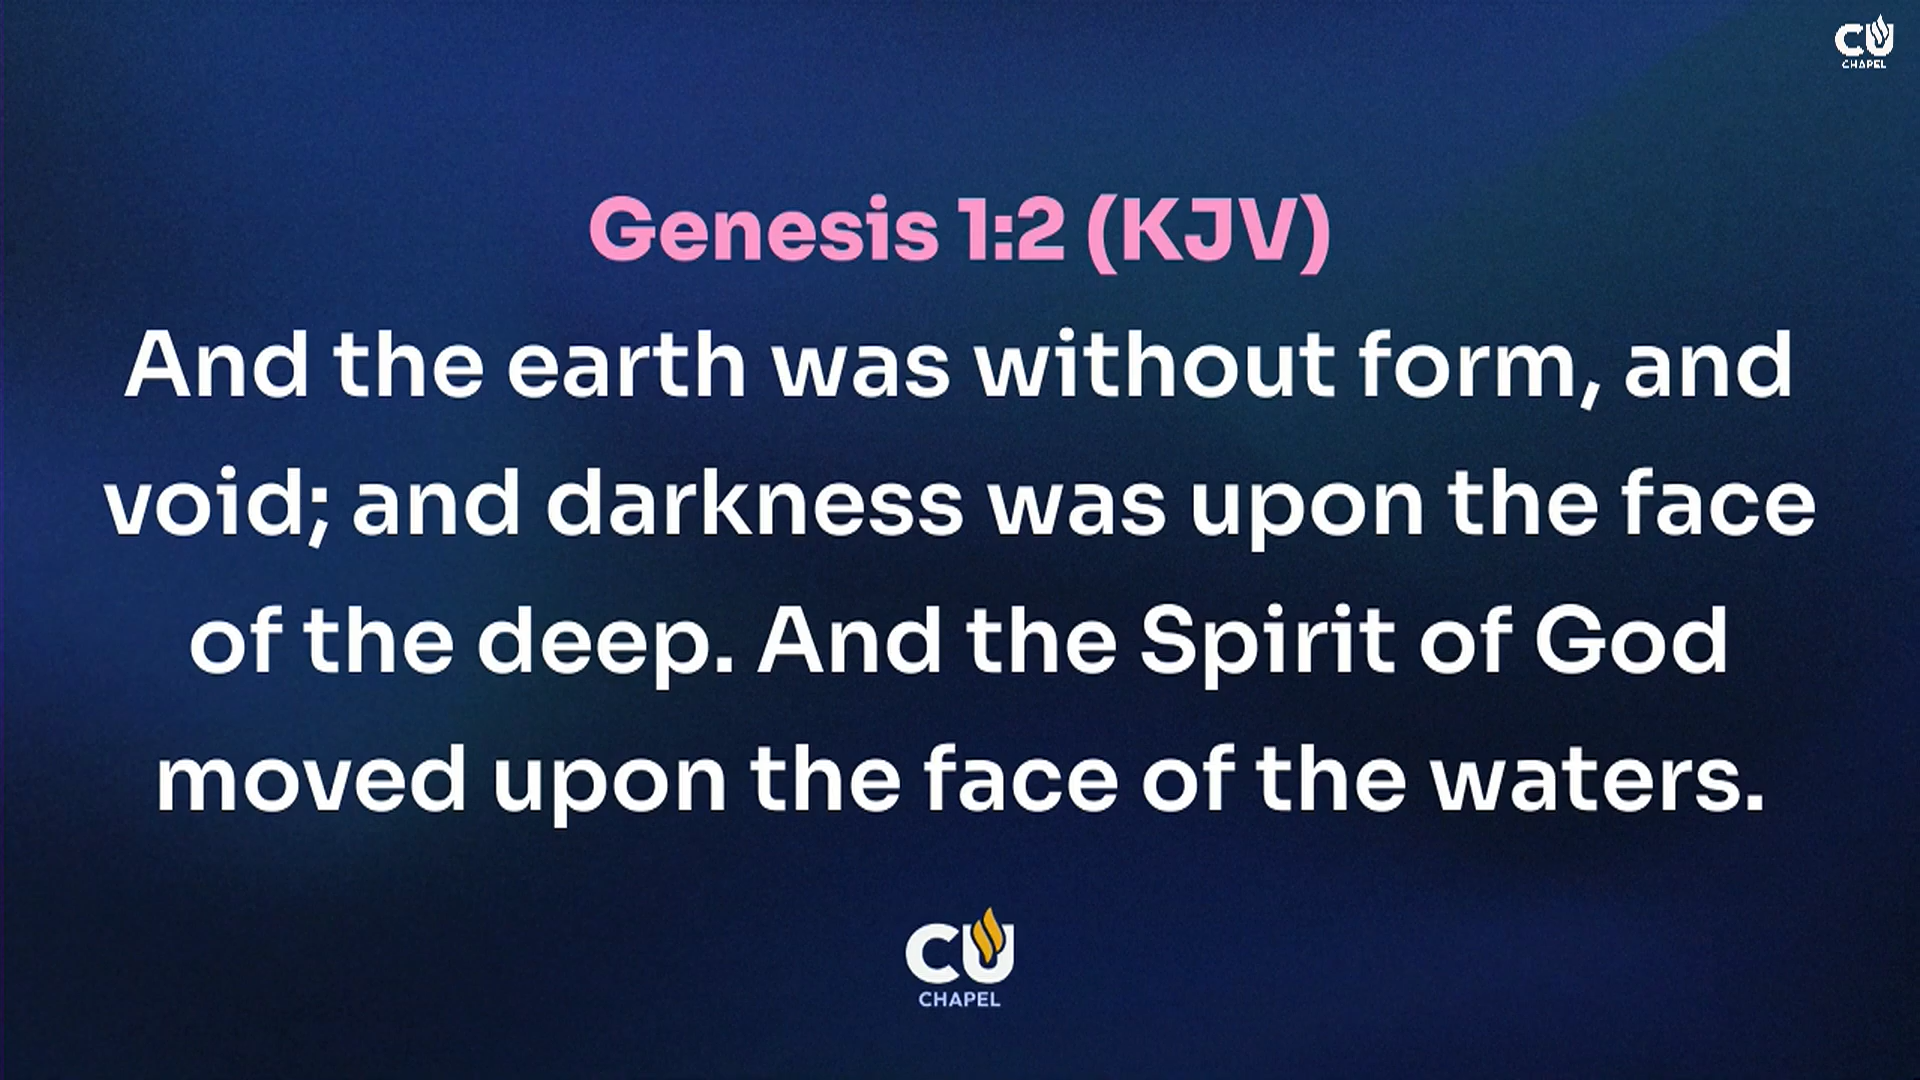 CU
CHAPEL
Genesis 1:2 (KJV)
And the earth was without form, and
void; and darkness was upon the face
of the deep. And the Spirit of God
moved upon the face of the waters.
CU
CHAPEL